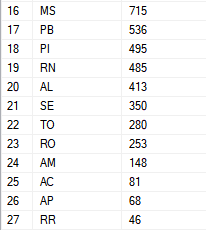 16 MS 715
17 PB 536
18 PI 495
19 RN 485
20 AL 413
21 SE 350
22 TO 280
23 RO 253
24 AM 148
25 AC 81
26 AP 68
27 RR 46